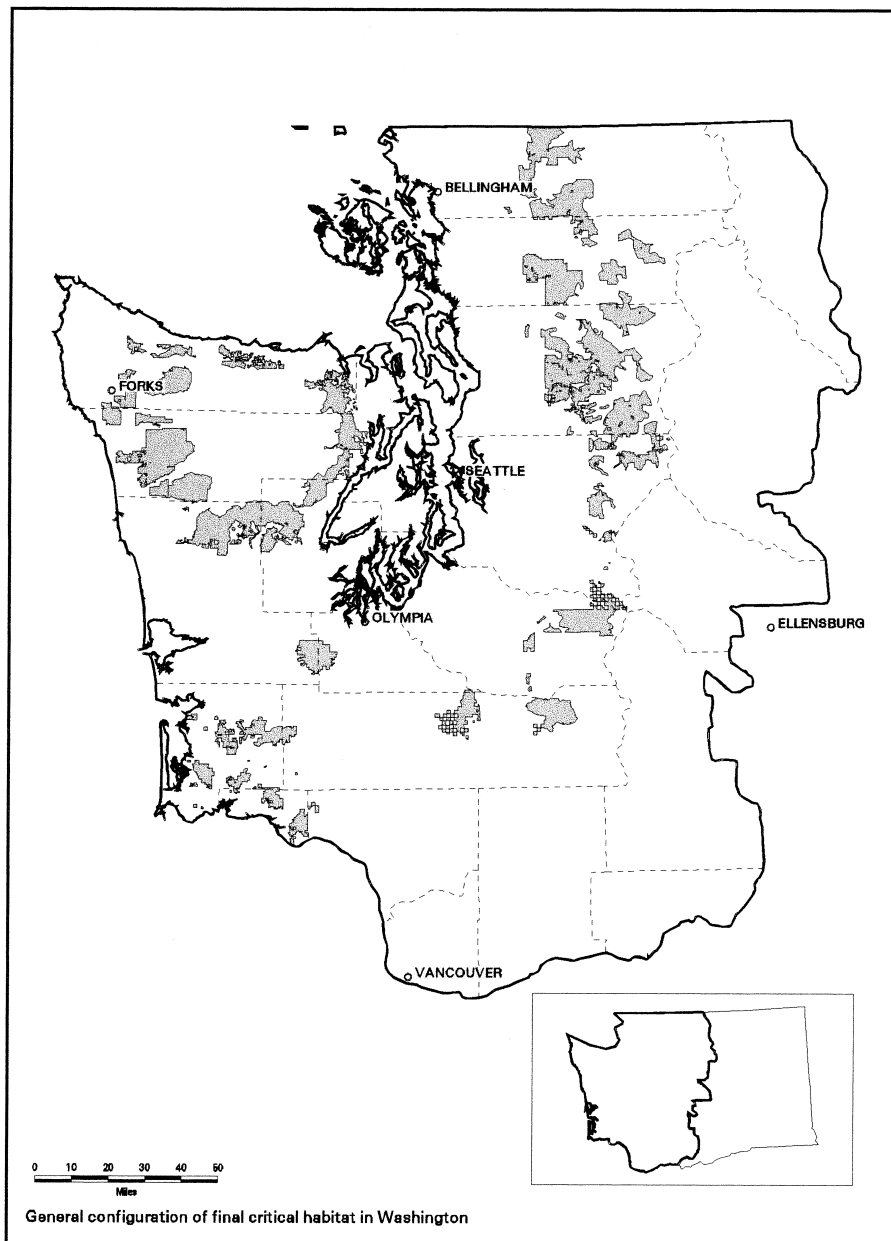 BELLINGHAM
FORKS
SEATTLE
OLYMPIA
ELLENSBURG
VANCOUVER
0 10 20 30 40 50
Miles
General configuration of final critical habitat in Washington